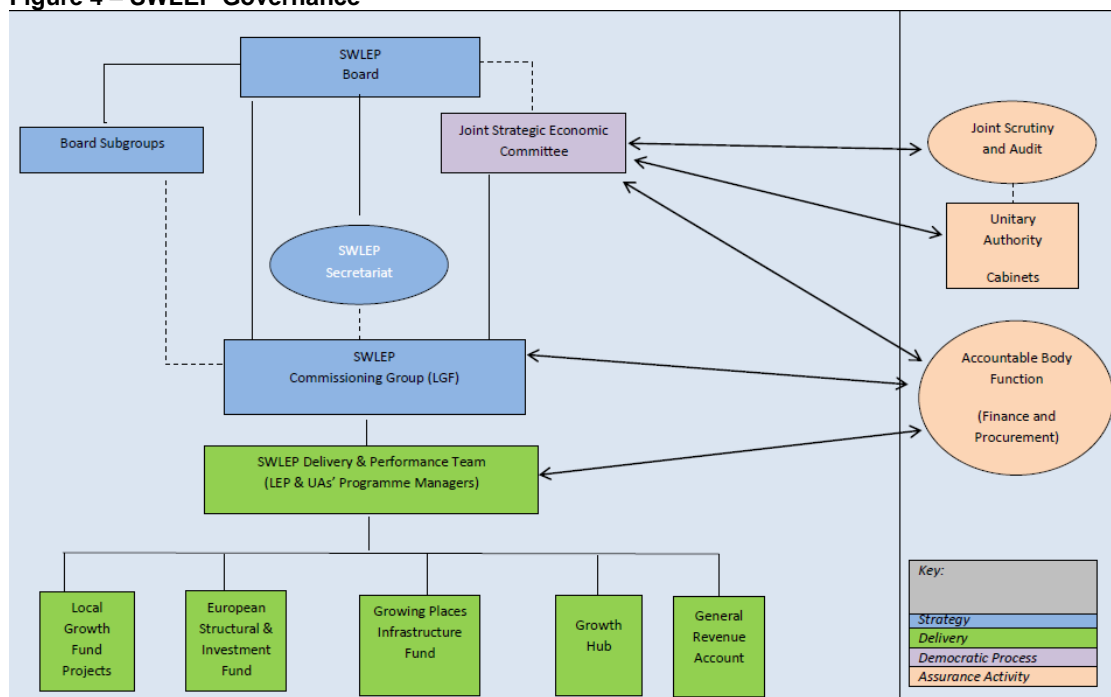 Figure 4 – SWLEP Governance
SWLEP
Board
Board Subgroups
Joint Strategic Economic
Committee
Joint Scrutiny
and Audit
Unitary
Authority
Cabinets
SWLEP
Secretariat
SWLEP
Commissioning Group (LGF)
Accountable Body
Function
(Finance and
Procurement)
SWLEP Delivery & Performance Team
(LEP & UAs’ Programme Managers)
Local
Growth
Fund
Projects
European
Structural &
Investment
Fund
Growing Places
Infrastructure
Fund
Growth
Hub
General
Revenue
Account
Key:
Strategy
Delivery
Democratic Process
Assurance Activity